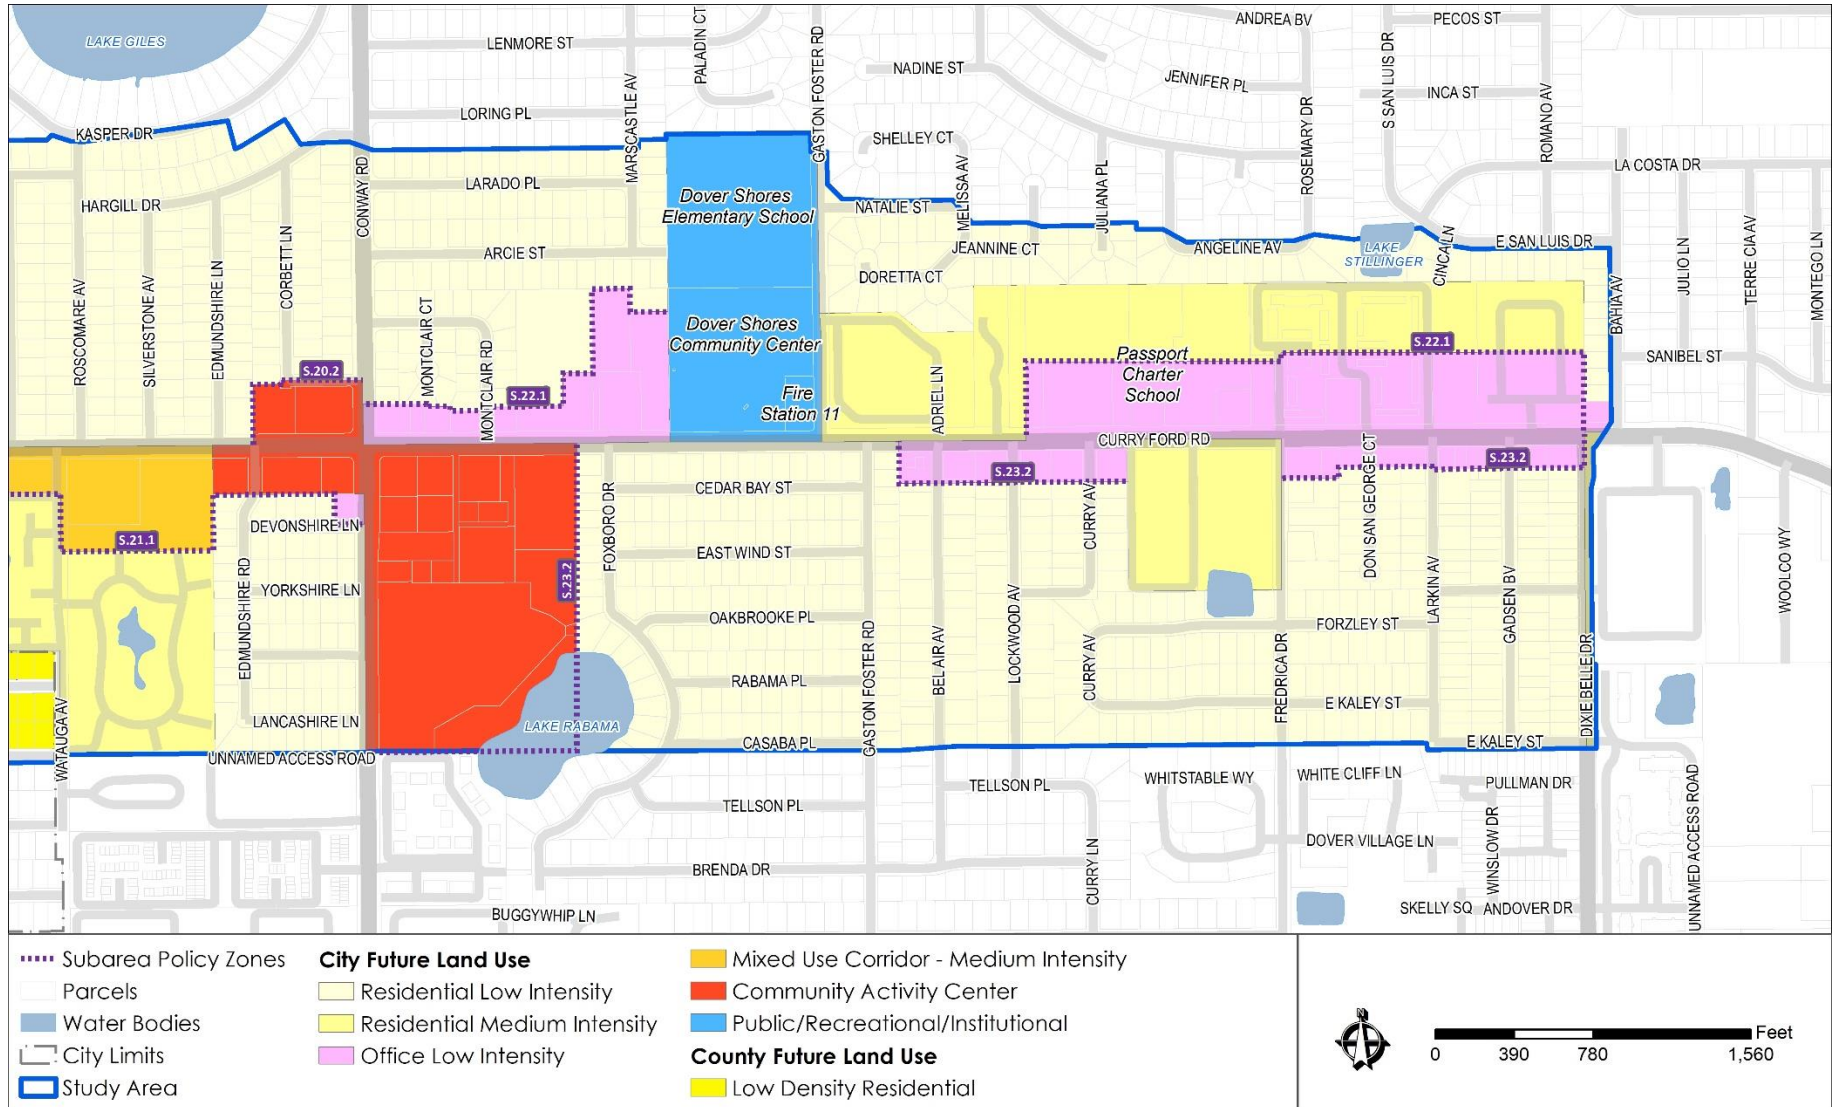 LAKE GILES
LENMORE ST
PALADIN CT
GASTON FOSTER RD
ANDREA BV
PECOS ST
NADINE ST
JENNIFER PL
S SAN LUIS DR
INCA ST
ROMANO AV
LORING PL
MARSCASTLE AV
KASPER DR
SHELLEY CT
ROSEMARY DR
LA COSTA DR
CONWAY RD
LARADO PL
HARGILL DR
Dover Shores
Elementary School
NATALIE ST
MELISSA AV
JULIANA PL
CORBETT LN
ARCIE ST
JEANNINE CT
ANGELINE AV
LAKE
STILLINGER
CINCA LN
E SAN LUIS DR
JULIO LN
TERRE CIA AV
MONTEGO LN
DORETTA CT
BAHIA AV
ROSCOMARE AV
SILVERSTONE AV
EDMUNDSHIRE LN
MONTCLAIR CT
MONTCLAIR RD
Dover Shores
Community Center
Passport
Charter
School
S.22.1
SANIBEL ST
S.20.2
S.22.1
Fire
Station 11
ADRIEL LN
CURRY FORD RD
S.23.2
S.23.2
CEDAR BAY ST
FOXBORO DR
CURRY AV
DON SAN GEORGE CT
DEVONSHIRE LN
S.21.1
EAST WIND ST
WOOLCO WY
YORKSHIRE LN
EDMUNDSHIRE RD
S.23.2
OAKBROOKE PL
GASTON FOSTER RD
BEL AIR AV
LOCKWOOD AV
CURRY AV
FORZLEY ST
LARKIN AV
GADSEN BV
FREDRICA DR
DIXIE BELLE DR
RABAMA PL
E KALEY ST
LANCASHIRE LN
LAKE RABAMA
WATAUGA AV
UNNAMED ACCESS ROAD
CASABA PL
E KALEY ST
TELLSON PL
TELLSON PL
WHITSTABLE WY
WHITE CLIFF LN
PULLMAN DR
UNNAMED ACCESS ROAD
DOVER VILLAGE LN
WINSLOW DR
BRENDA DR
CURRY LN
BUGGYWHIP LN
SKELLY SQ
ANDOVER DR
Subarea Policy Zones
Parcels
Water Bodies
City Limits
Study Area
City Future Land Use
Residential Low Intensity
Residential Medium Intensity
Office Low Intensity
Mixed Use Corridor - Medium Intensity
Community Activity Center
Public/Recreational/Institutional
County Future Land Use
Low Density Residential
N
Feet
0 390 780 1,560